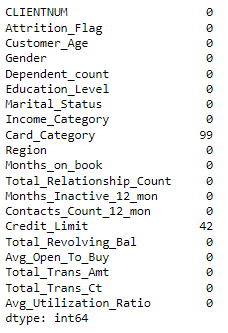 CLIENTNUM 0
Attrition_Flag 0
Customer_Age 0
Gender 0
Dependent_count 0
Education_Level 0
Marital_Status 0
Income_Category 0
Card_Category 99
Region 0
Months_on_book 0
Total_Relationship_Count 0
Months_Inactive_12_mon 0
Contacts_Count_12_mon 0
Credit_Limit 42
Total_Revolving_Bal 0
Avg_Open_To_Buy 0
Total_Trans_Amt 0
Total_Trans_Ct 0
Avg_Utilization_Ratio 0
dtype: int64